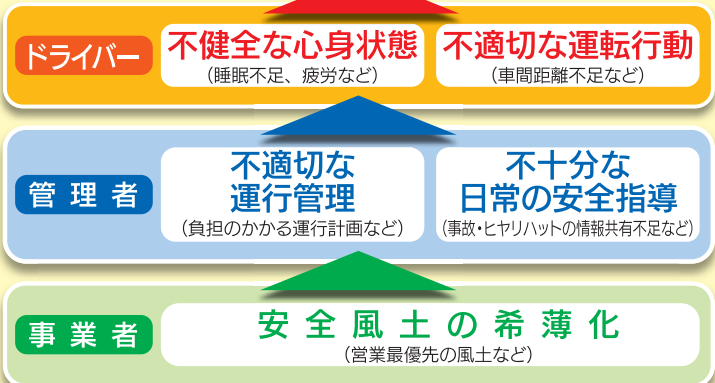 ドライバー
不健全な心身状態
(睡眠不足、疲労など)
不適切な運転行動
(車間距離不足など)
管理者
不適切な
運行管理
(負担のかかる運行計画など)
不十分な
日常の安全指導
(事故・ヒヤリハットの情報共有不足など)
事業者
安全風土の希薄化
(営業最優先の風土など)